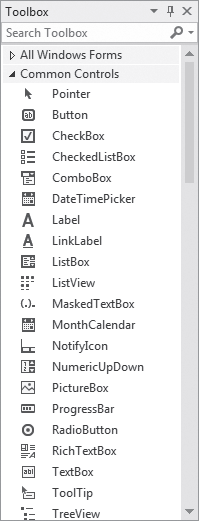 Toolbox
Search Toolbox
All Windows Forms
Common Controls
Pointer
Button
CheckBox
CheckedListBox
ComboBox
DateTimePicker
Label
LinkLabel
ListBox
ListView
MaskedTextBox
MonthCalendar
NotifyIcon
NumericUpDown
PictureBox
ProgressBar
RadioButton
RichTextBox
TextBox
ToolTip
TreeView